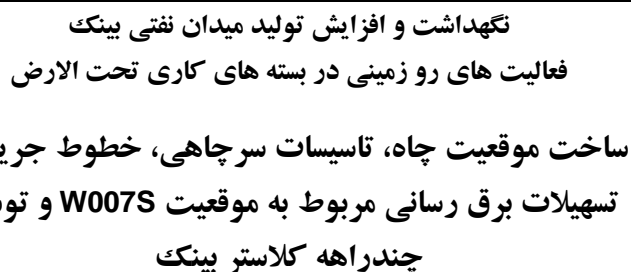 نگهداشت و افزایش تولید میدان نفتی بینک
فعالیت های رو زمینی در بسته های کاری تحت الارض
ساخت موقعیت چاه، تاسیسات سرچاهی، خطوط
تسهیلات برق رسانی مربوط به موقعیت W007S و
چندراهه کلاستر بینک